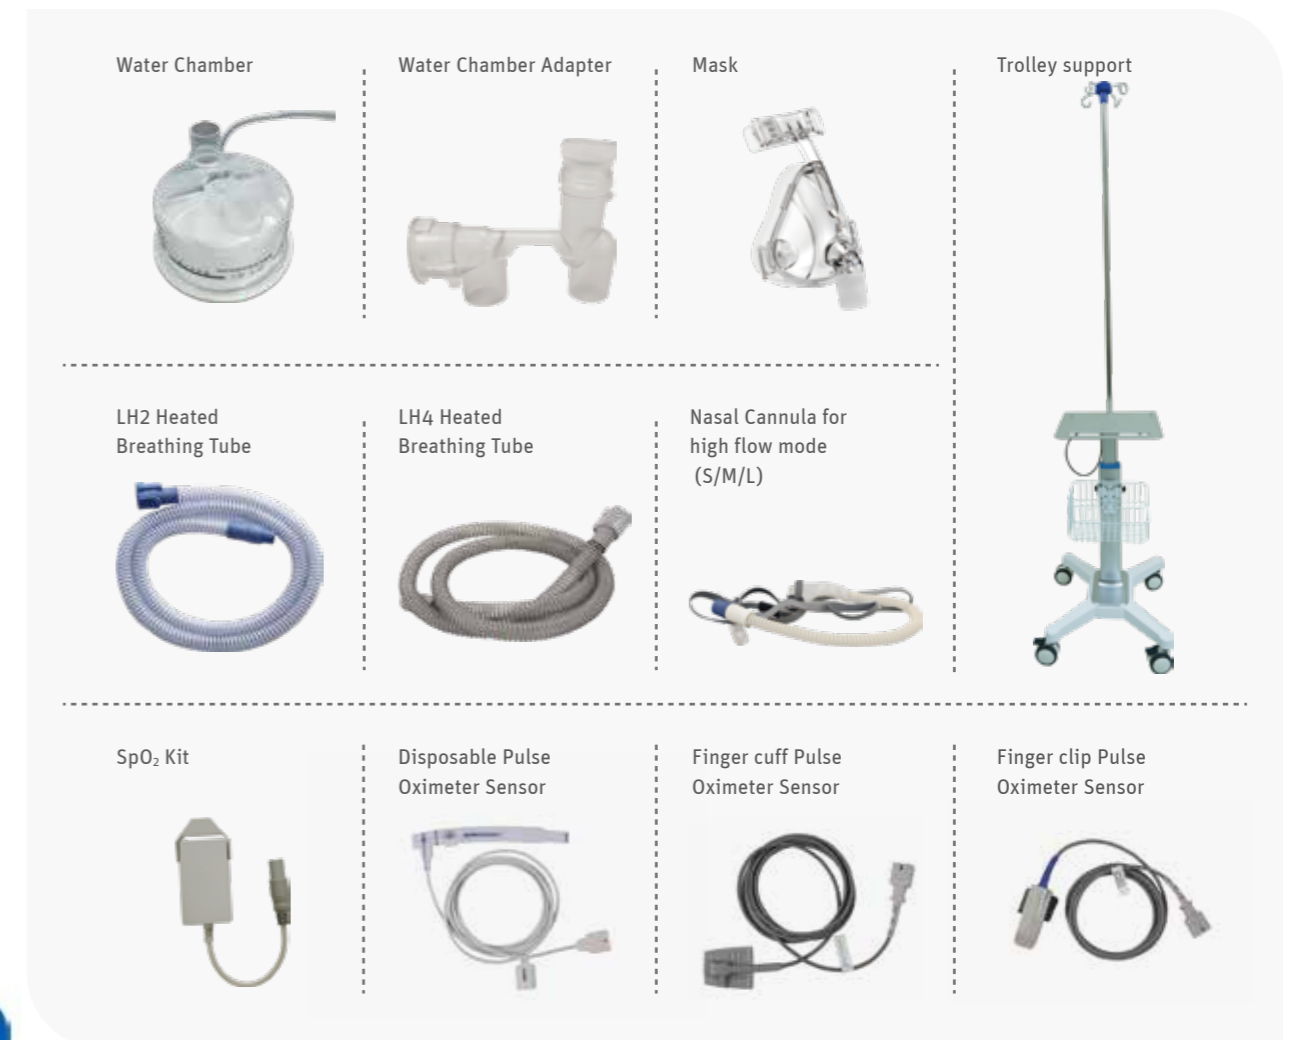 Water Chamber
Water Chamber Adapter
Mask
Trolley support
LH2 Heated
Breathing Tube
LH4 Heated
Breathing Tube
Nasal Cannula for
high flow mode
(S/M/L)
SpO₂ Kit
Disposable Pulse
Oximeter Sensor
Finger cuff Pulse
Oximeter Sensor
Finger clip Pulse
Oximeter Sensor